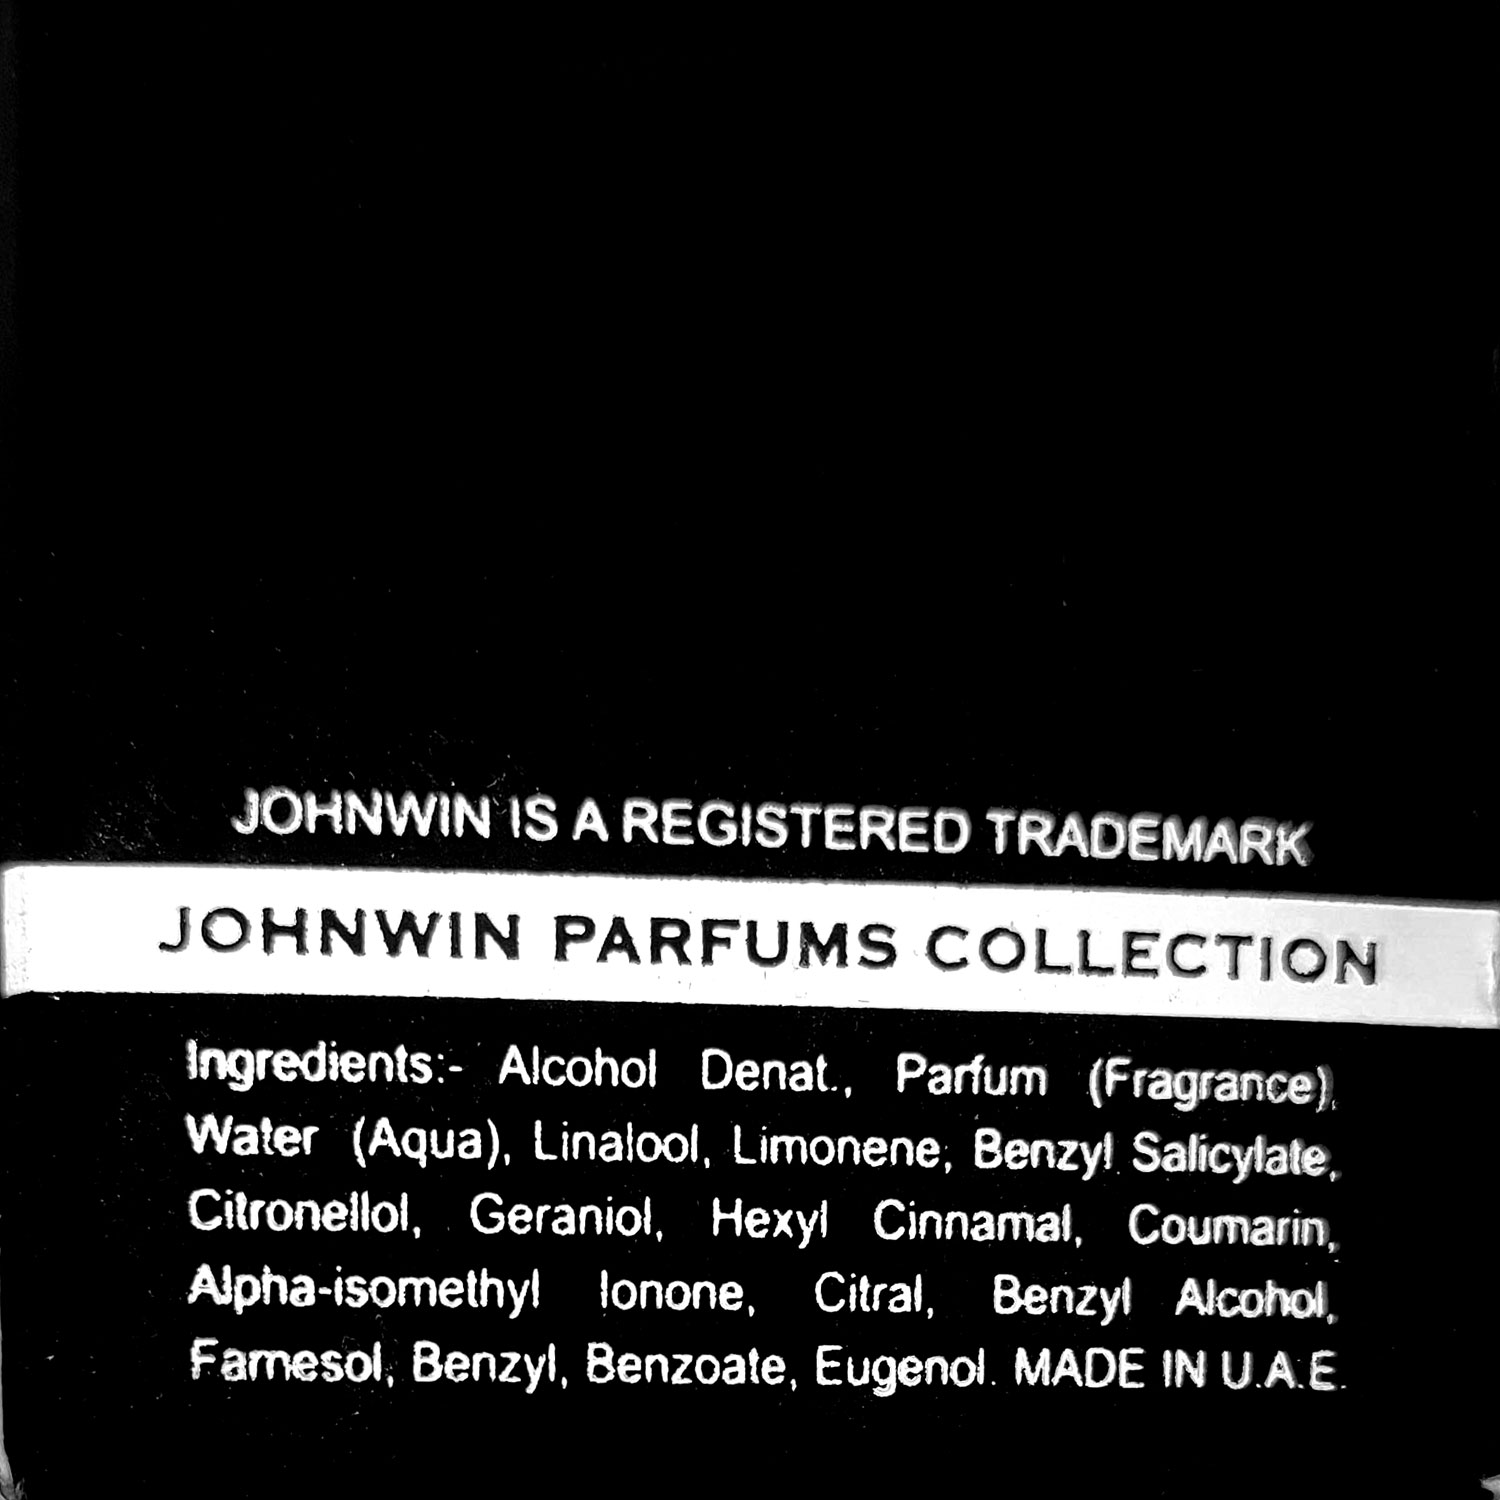 JOHNWIN IS A REGISTERED TRADEMARK
JOHNWIN PARFUMS COLLECTION
Ingredients:- Alcohol Denat., Parfum (Fragrance),
Water (Aqua), Linalool, Limonene, Benzyl Salicylate,
Citronellol, Geraniol, Hexyl Cinnamal, Coumarin,
Alpha-isomethyl Ionone, Citral, Benzyl Alcohol,
Farnesol, Benzyl, Benzoate, Eugenol. MADE IN U.A.E.